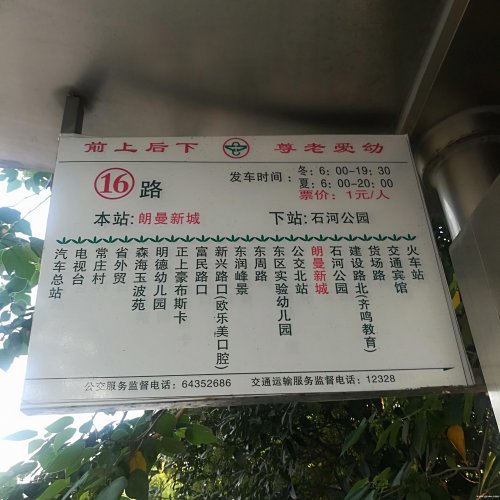 前上后下 尊老爱幼
16路
发车时间：冬：6：00-19：30
夏：6：00-20：00
票价：1元/人
本站：朗曼新城 下站：石河公园
汽车总站
电视台
常庄村
省外贸
森海玉波苑
明德幼儿园
正上豪布斯卡
富民路口
新兴路口(欧乐美口腔)
东润峰景
东周路
东区实验幼儿园
公交北站
朗曼新城
石河公园
建设路北(齐鸣教育)
货场路
交通宾馆
火车站
公交服务监督电话：64352686 交通运输服务监督电话：12328